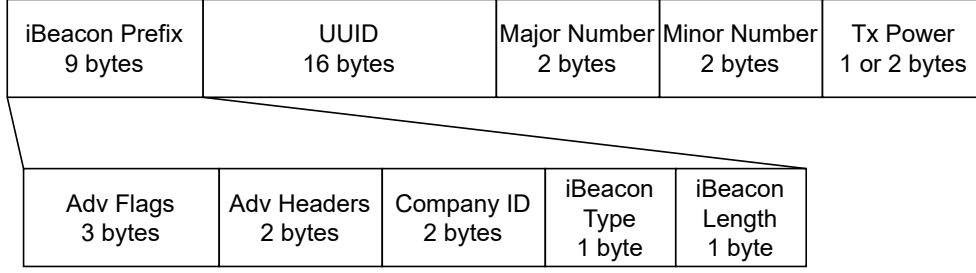 iBeacon Prefix
9 bytes
UUID
16 bytes
Major Number
2 bytes
Minor Number
2 bytes
Tx Power
1 or 2 bytes
Adv Flags
3 bytes
Adv Headers
2 bytes
Company ID
2 bytes
iBeacon
Type
1 byte
iBeacon
Length
1 byte